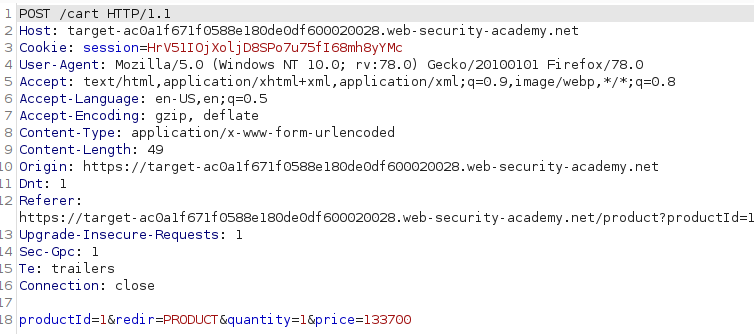 1 POST /cart HTTP/1.1
2 Host: target-ac0a1f671f0588e180de0df600020028.web-security-academy.net
3 Cookie: session=HrV51IOjXoljD8SPo7u75fI68mh8yYMc
4 User-Agent: Mozilla/5.0 (Windows NT 10.0; rv:78.0) Gecko/20100101 Firefox/78.0
5 Accept: text/html,application/xhtml+xml,application/xml;q=0.9,image/webp,*/*;q=0.8
6 Accept-Language: en-US,en;q=0.5
7 Accept-Encoding: gzip, deflate
8 Content-Type: application/x-www-form-urlencoded
9 Content-Length: 49
10 Origin: https://target-ac0a1f671f0588e180de0df600020028.web-security-academy.net
11 Dnt: 1
12 Referer:
https://target-ac0a1f671f0588e180de0df600020028.web-security-academy.net/product?productId=1
13 Upgrade-Insecure-Requests: 1
14 Sec-Gpc: 1
15 Te: trailers
16 Connection: close
17
18 productId=1&redir=PRODUCT&quantity=1&price=133700